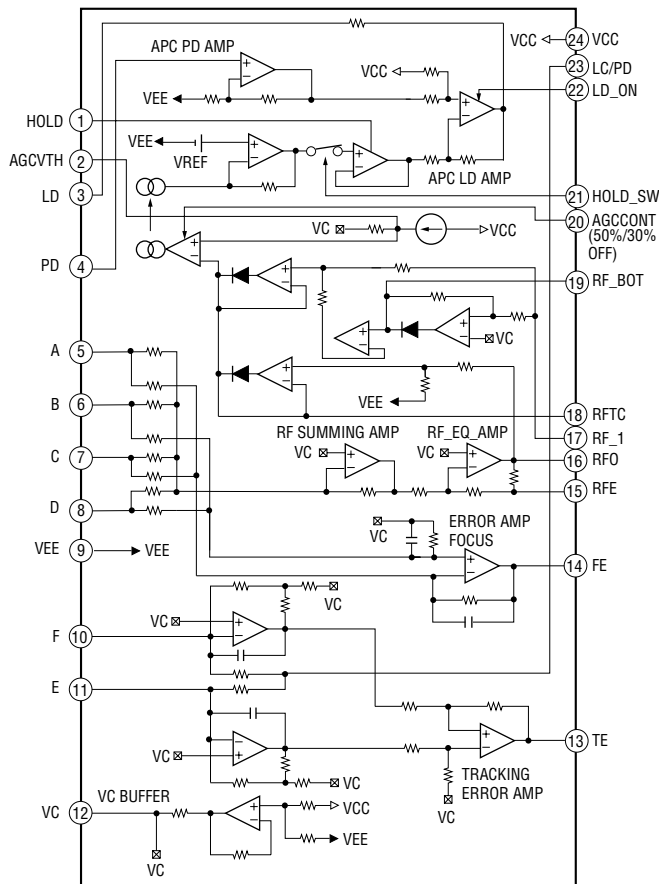 APC PD AMP
VCC
24 VCC
23 LC/PD
VCC
22 LD_ON
VEE
HOLD 1
VEE
VREF
AGCVTH 2
APC LD AMP
LD 3
21 HOLD_SW
VC
VCC
20 AGCCONT
(50%/30%
OFF)
PD 4
19 RF_BOT
VC
A 5
B 6
VEE
18 RFTC
RF SUMMING AMP
RF_EQ_AMP
17 RF_1
C 7
VC
VC
16 RFO
D 8
15 RFE
VC
ERROR AMP
FOCUS
VEE 9
VEE
14 FE
VC
VC
F 10
E 11
VC
13 TE
VC
TRACKING
ERROR AMP
VC
VC BUFFER
VC 12
VCC
VEE
VC